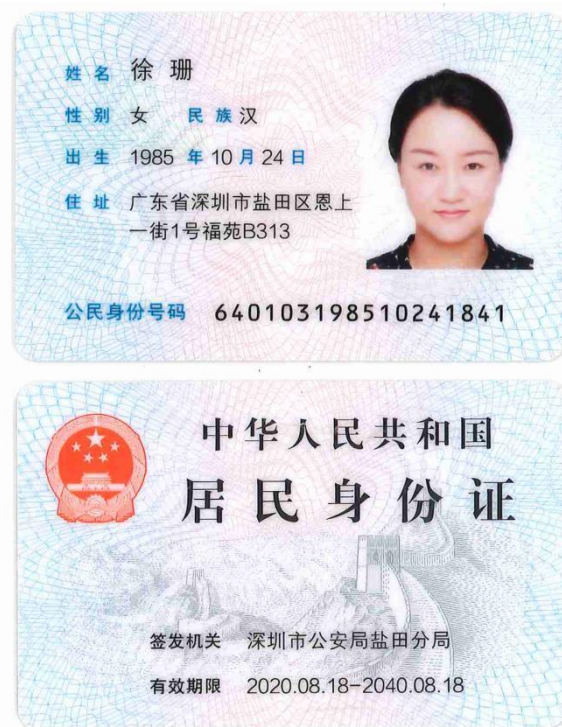 姓名 徐珊
性别 女 民族 汉
出生 1985 年 10 月 24 日
住址 广东省深圳市盐田区恩上
一街1号福苑B313
公民身份号码 640103198510241841
中华人民共和国
居民身份证
签发机关 深圳市公安局盐田分局
有效期限 2020.08.18-2040.08.18